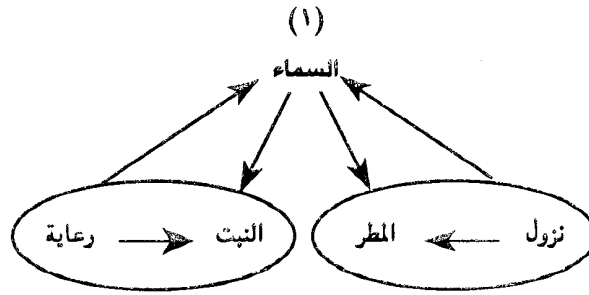 (١)
السماء
نزول المطر النبت رعاية